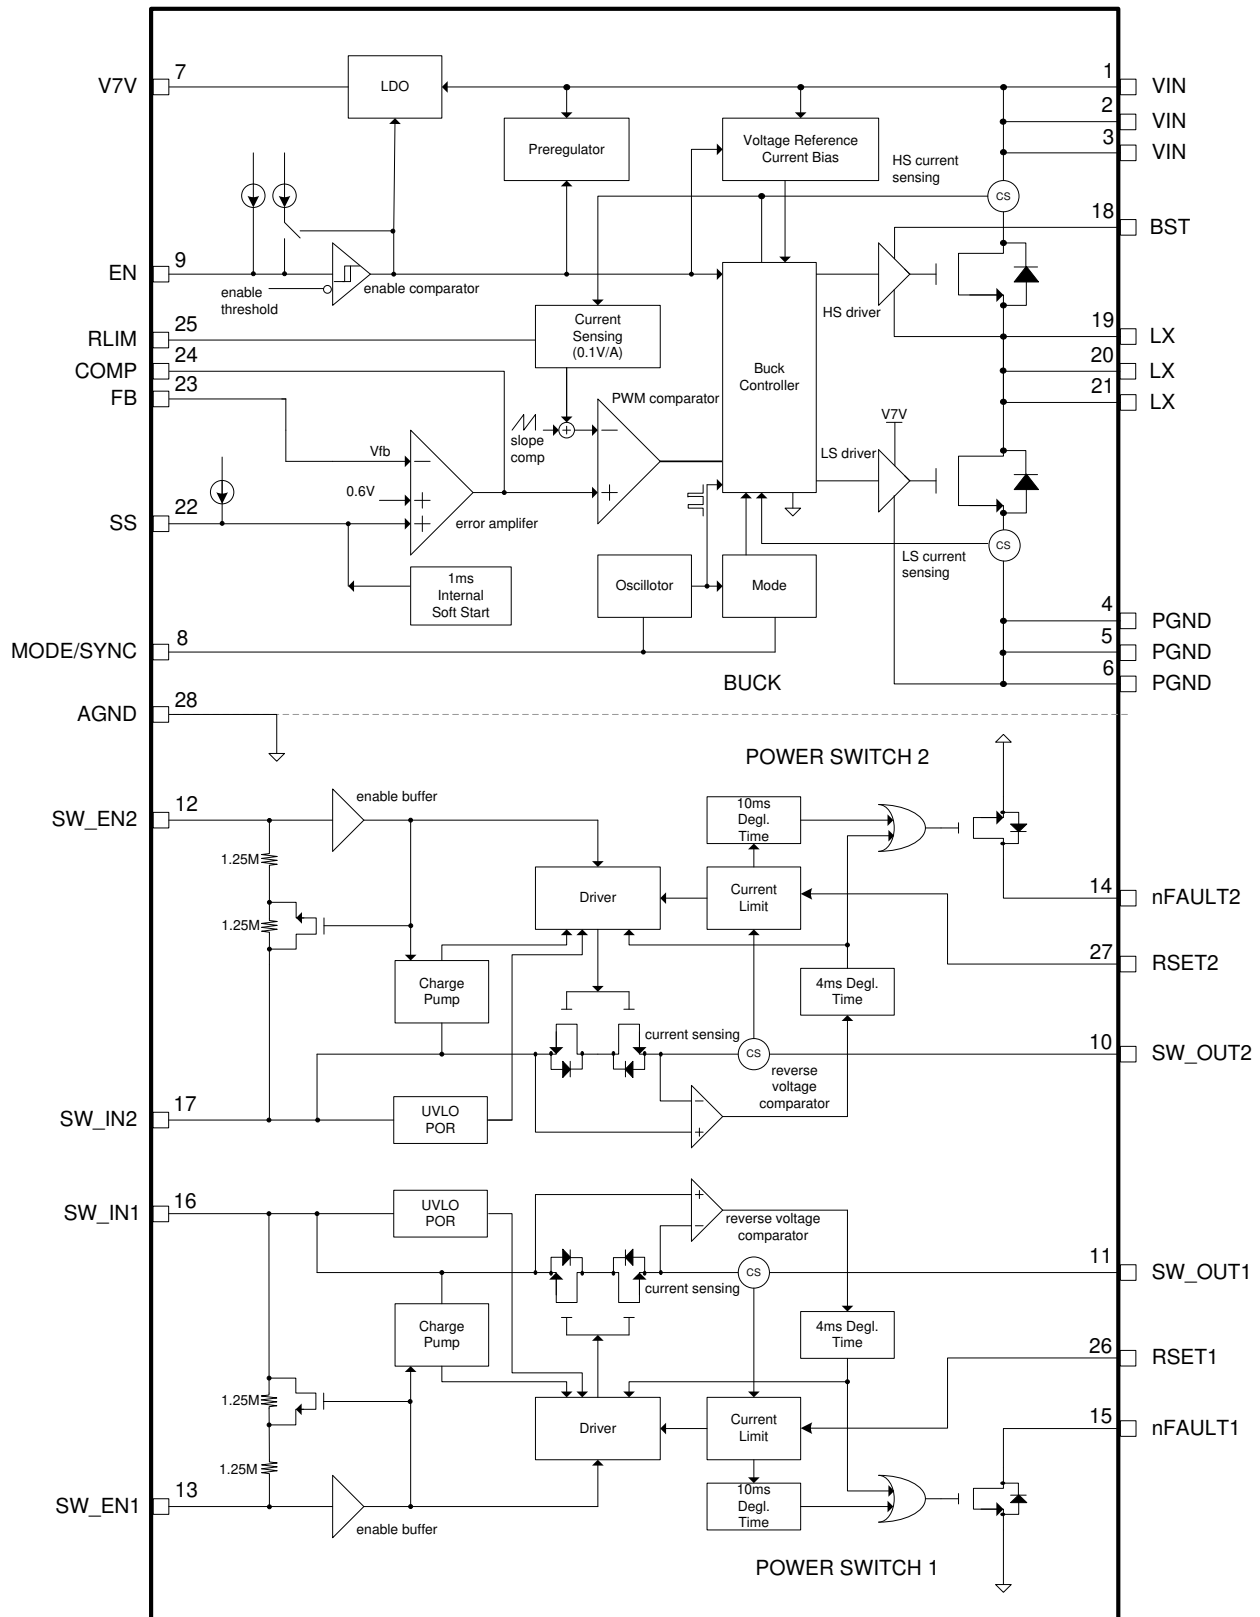 V7V
7
LDO
1
VIN
2
VIN
3
VIN
Preregulator
Voltage Reference
Current Bias
HS current
sensing
CS
18
BST
EN
9
enable
threshold
enable comparator
HS driver
RLIM
25
Current
Sensing
(0.1V/A)
19
LX
COMP
24
20
LX
FB
23
21
LX
Buck
Controller
PWM comparator
slope
comp
V7V
LS driver
Vfb
0.6V
SS
22
error amplifer
CS
LS current
sensing
1ms
Internal
Soft Start
Oscillotor
Mode
4
PGND
5
PGND
6
PGND
MODE/SYNC
8
BUCK
AGND
28
POWER SWITCH 2
SW_EN2
12
enable buffer
10ms
Degl.
Time
1.25M
1.25M
Driver
Current
Limit
14
nFAULT2
27
RSET2
Charge
Pump
4ms Degl.
Time
current sensing
CS
10
SW_OUT2
reverse
voltage
comparator
SW_IN2
17
UVLO
POR
SW_IN1
16
UVLO
POR
reverse voltage
comparator
current sensing
CS
11
SW_OUT1
Charge
Pump
4ms Degl.
Time
26
RSET1
1.25M
1.25M
Driver
Current
Limit
15
nFAULT1
10ms
Degl.
Time
SW_EN1
13
enable buffer
POWER SWITCH 1